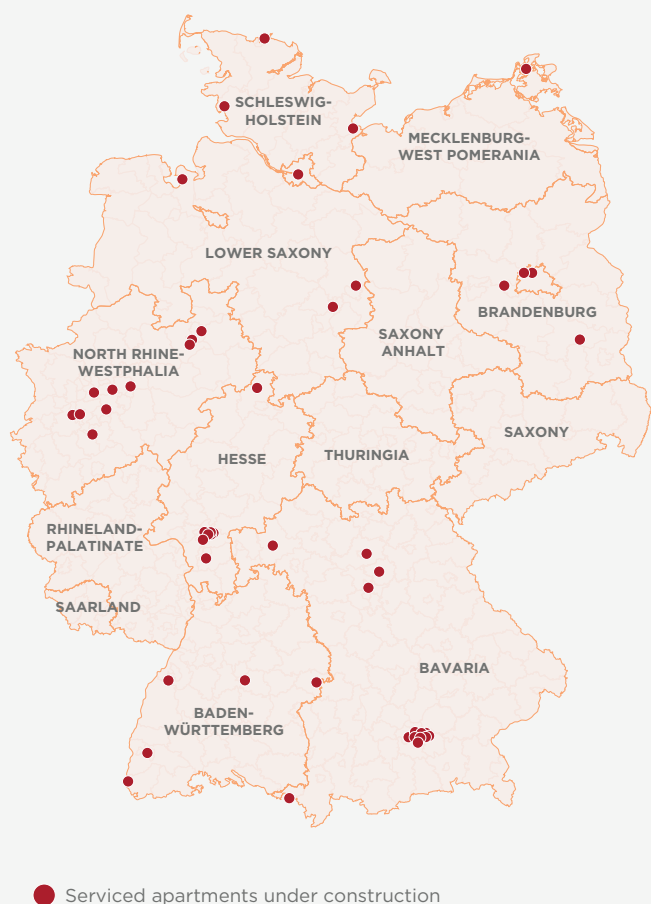 SCHLESWIG-
HOLSTEIN
MECKLENBURG-
WEST POMERANIA
LOWER SAXONY
BRANDENBURG
SAXONY
ANHALT
NORTH RHINE-
WESTPHALIA
SAXONY
HESSE
THURINGIA
RHINELAND-
PALATINATE
SAARLAND
BAVARIA
BADEN-
WÜRTTEMBERG
Serviced apartments under construction